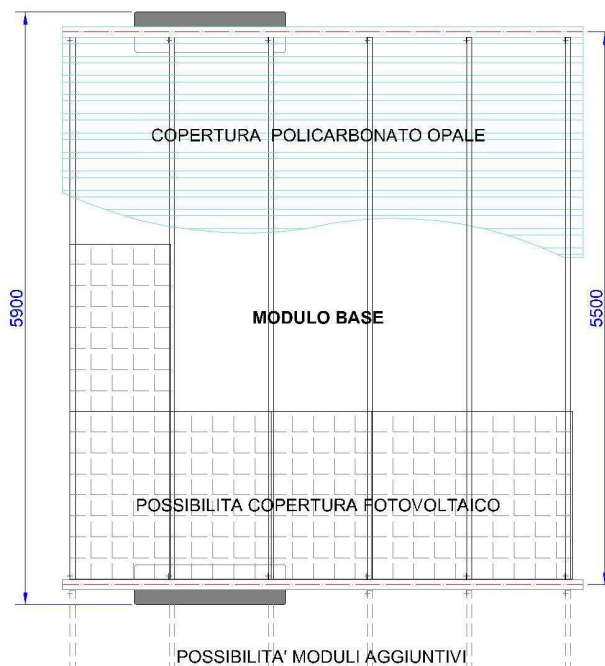 COPERTURA POLICARBONATO OPALE
5900
5500
MODULO BASE
POSSIBILITA COPERTURA FOTOVOLTAICO
POSSIBILITA' MODULI AGGIUNTIVI